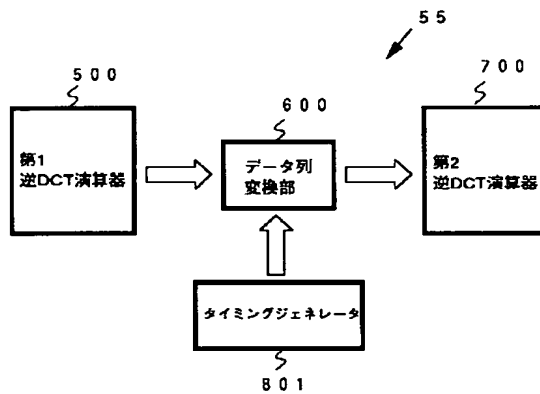 55
500
600
700
第1
逆DCT演算器
データ列
変換部
第2
逆DCT演算器
タイミングジェネレータ
801